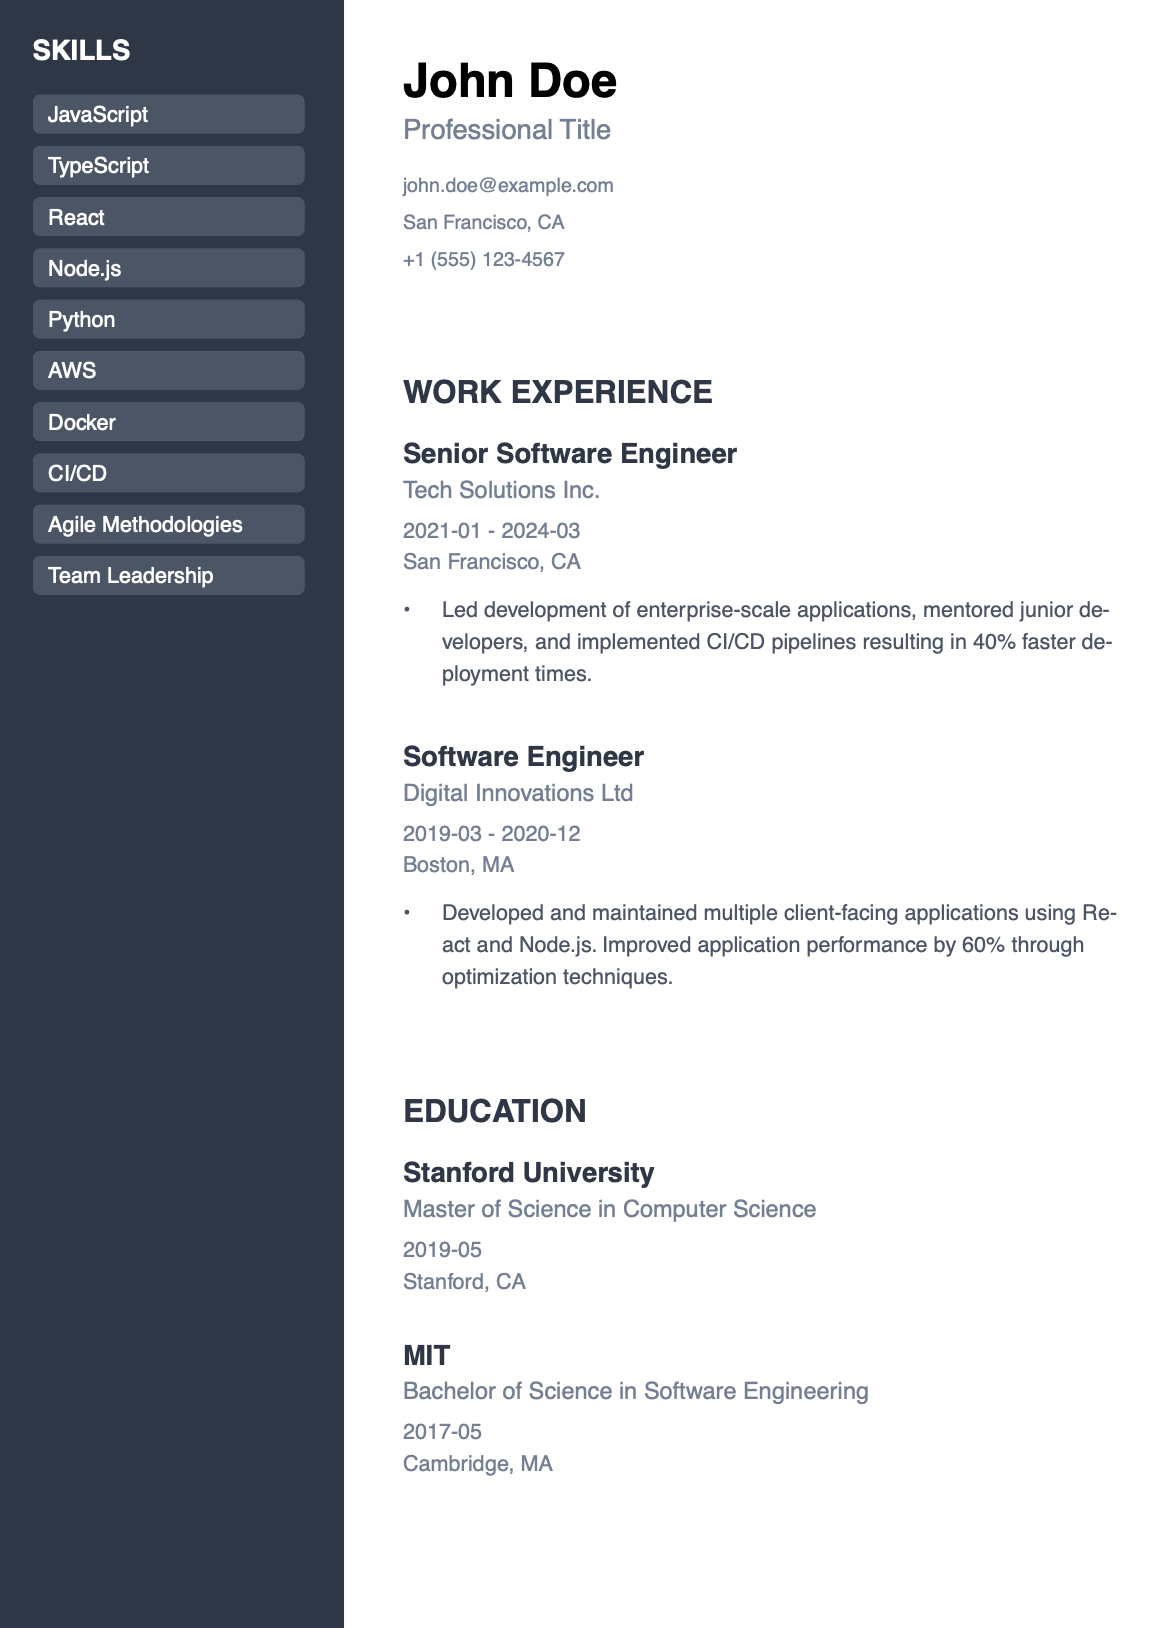 SKILLS
JavaScript
TypeScript
React
Node.js
Python
AWS
Docker
CI/CD
Agile Methodologies
Team Leadership
John Doe
Professional Title
john.doe@example.com
San Francisco, CA
+1 (555) 123-4567
WORK EXPERIENCE
Senior Software Engineer
Tech Solutions Inc.
2021-01 - 2024-03
San Francisco, CA
• Led development of enterprise-scale applications, mentored junior de-
velopers, and implemented CI/CD pipelines resulting in 40% faster de-
ployment times.
Software Engineer
Digital Innovations Ltd
2019-03 - 2020-12
Boston, MA
• Developed and maintained multiple client-facing applications using Re-
act and Node.js. Improved application performance by 60% through
optimization techniques.
EDUCATION
Stanford University
Master of Science in Computer Science
2019-05
Stanford, CA
MIT
Bachelor of Science in Software Engineering
2017-05
Cambridge, MA